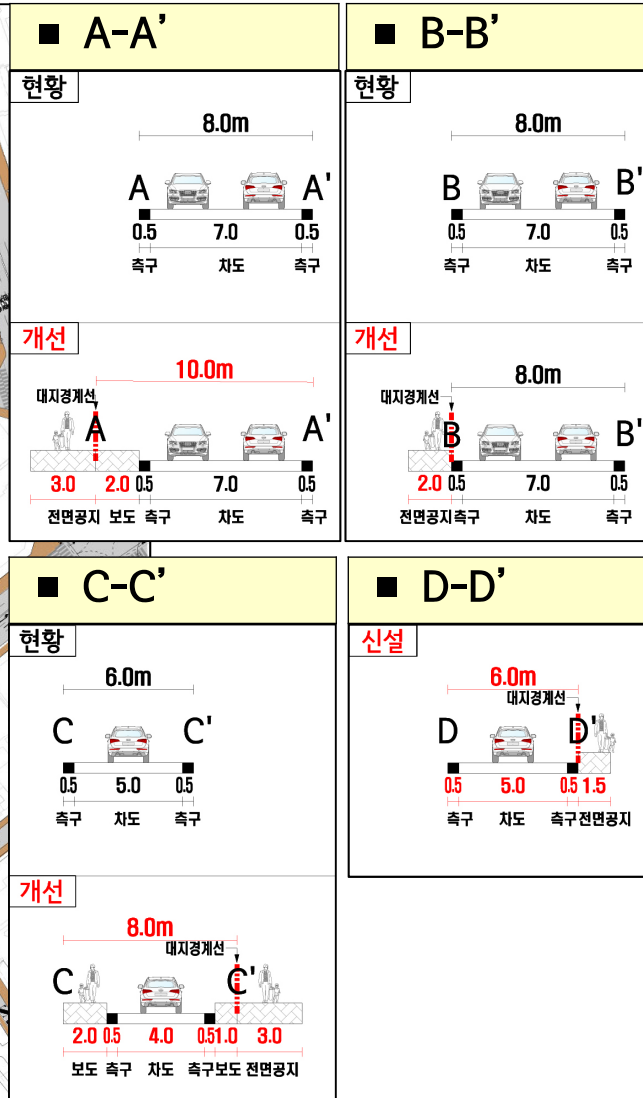 ■ A-A’
현황
8.0m
A A'
0.5 7.0 0.5
측구 차도 측구
개선
10.0m
대지경계선
A A'
3.0 2.0 0.5 7.0 0.5
전면공지 보도 측구 차도 측구
■ B-B’
현황
8.0m
B B'
0.5 7.0 0.5
측구 차도 측구
개선
8.0m
대지경계선
B B'
2.0 0.5 7.0 0.5
전면공지 측구 차도 측구
■ C-C’
현황
6.0m
C C'
0.5 5.0 0.5
측구 차도 측구
개선
8.0m
대지경계선
C C'
2.0 0.5 4.0 0.5 1.0 3.0
보도 측구 차도 측구 보도 전면공지
■ D-D’
신설
6.0m
대지경계선
D D'
0.5 5.0 0.5 1.5
측구 차도 측구 전면공지